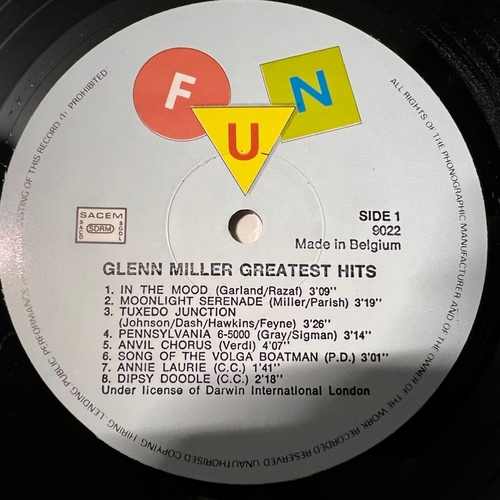 F U N
SACEM
SACD SDRM SGDL
SIDE 1
9022
Made in Belgium
GLENN MILLER GREATEST HITS
1. IN THE MOOD (Garland/Razaf) 3'09''
2. MOONLIGHT SERENADE (Miller/Parish) 3'19''
3. TUXEDO JUNCTION
(Johnson/Dash/Hawkins/Feyne) 3'26''
4. PENNSYLVANIA 6-5000 (Gray/Sigman) 3'14''
5. ANVIL CHORUS (Verdi) 4'07''
6. SONG OF THE VOLGA BOATMAN (P.D.) 3'01''
7. ANNIE LAURIE (C.C.) 1'41''
8. DIPSY DOODLE (C.C.) 2'18''
Under license of Darwin International London
ALL RIGHTS OF THE PHONOGRAPHIC MANUFACTURER AND OF THE OWNER OF THE WORK RECORDED RESERVED UNAUTHORISED COPYING, HIRING, LENDING PUBLIC PERFORMANCE OF THIS RECORD PROHIBITED